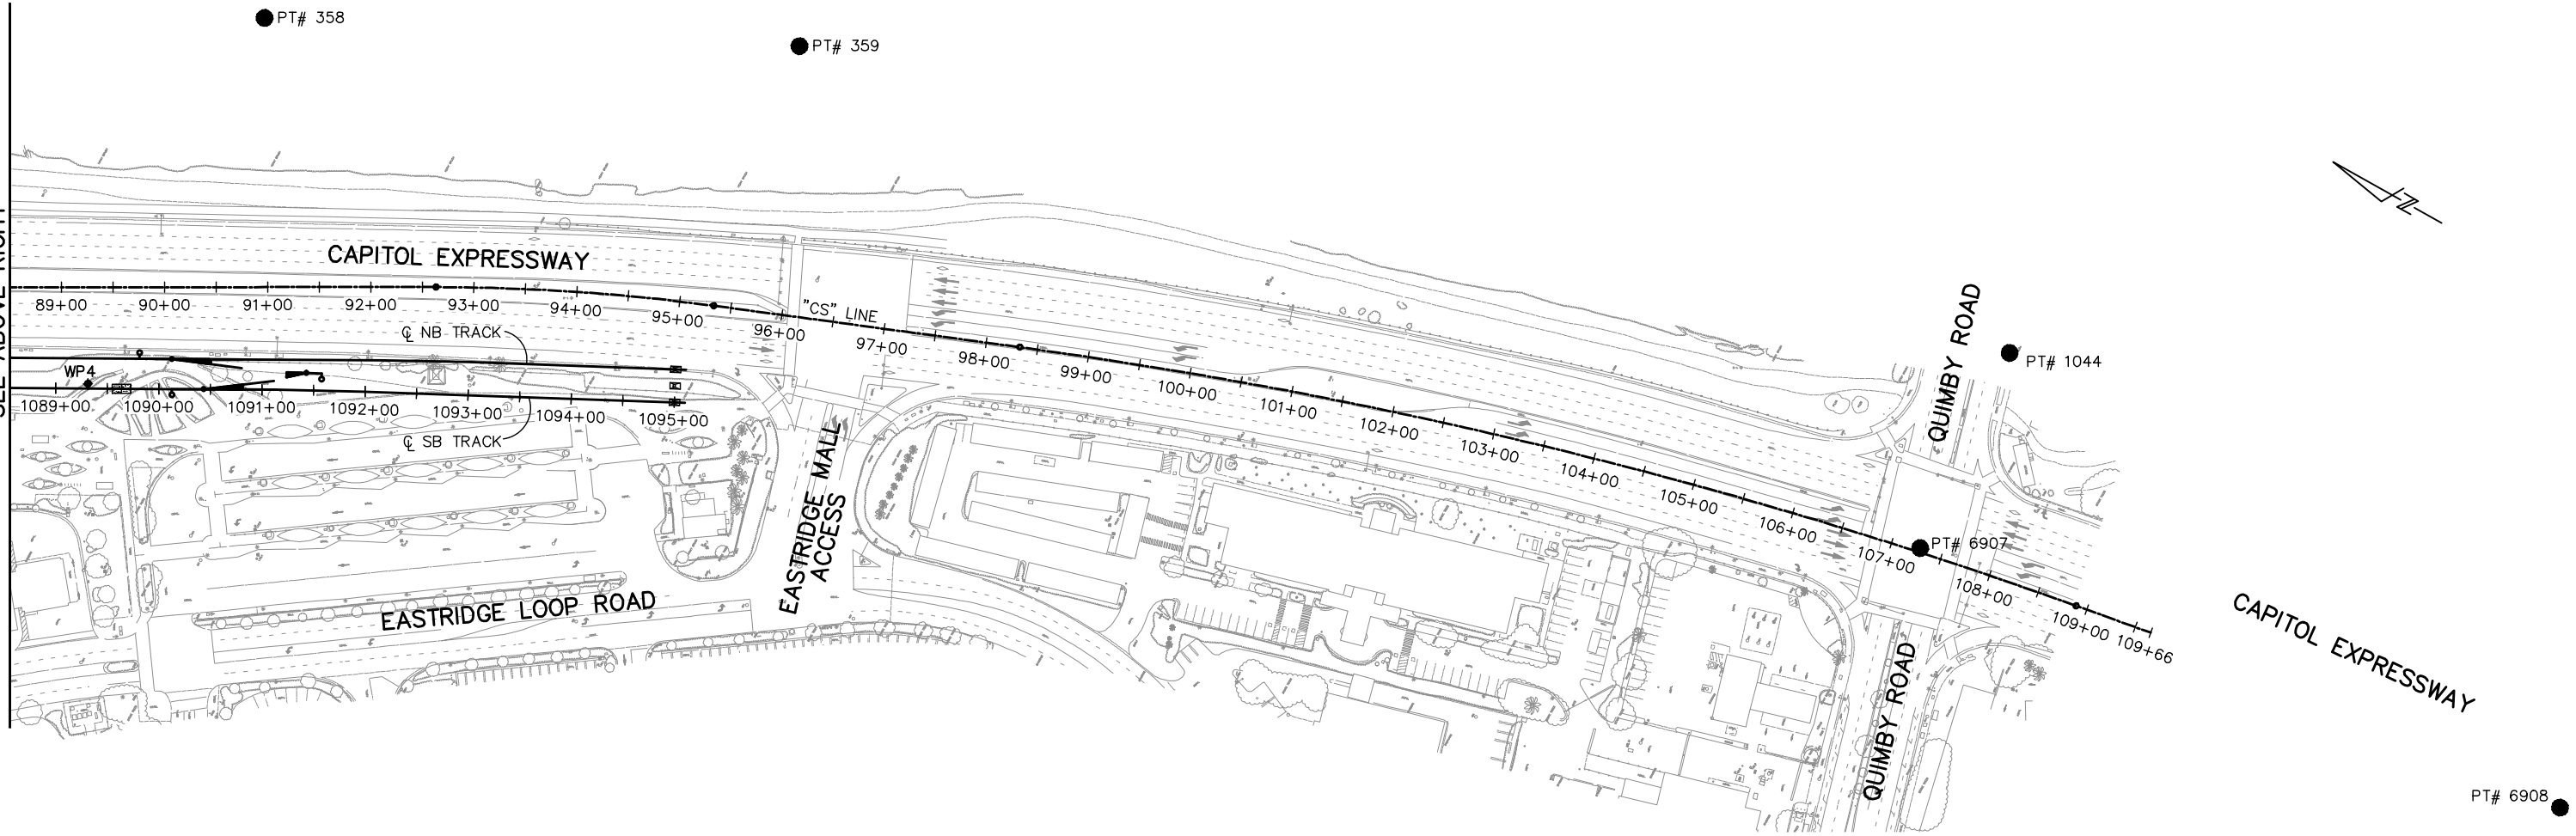 PT# 358
PT# 359
SEE ABOVE RIGHT
CAPITOL EXPRESSWAY
89+00
90+00
91+00
92+00
93+00
94+00
95+00
96+00
"CS" LINE
97+00
98+00
99+00
100+00
101+00
102+00
103+00
104+00
105+00
106+00
107+00
108+00
109+00
109+66
℄ NB TRACK
WP4
1089+00
1090+00
1091+00
1092+00
1093+00
1094+00
1095+00
℄ SB TRACK
EASTRIDGE MALL
ACCESS
EASTRIDGE LOOP ROAD
QUIMBY ROAD
PT# 1044
PT# 6907
QUIMBY ROAD
CAPITOL EXPRESSWAY
PT# 6908
N